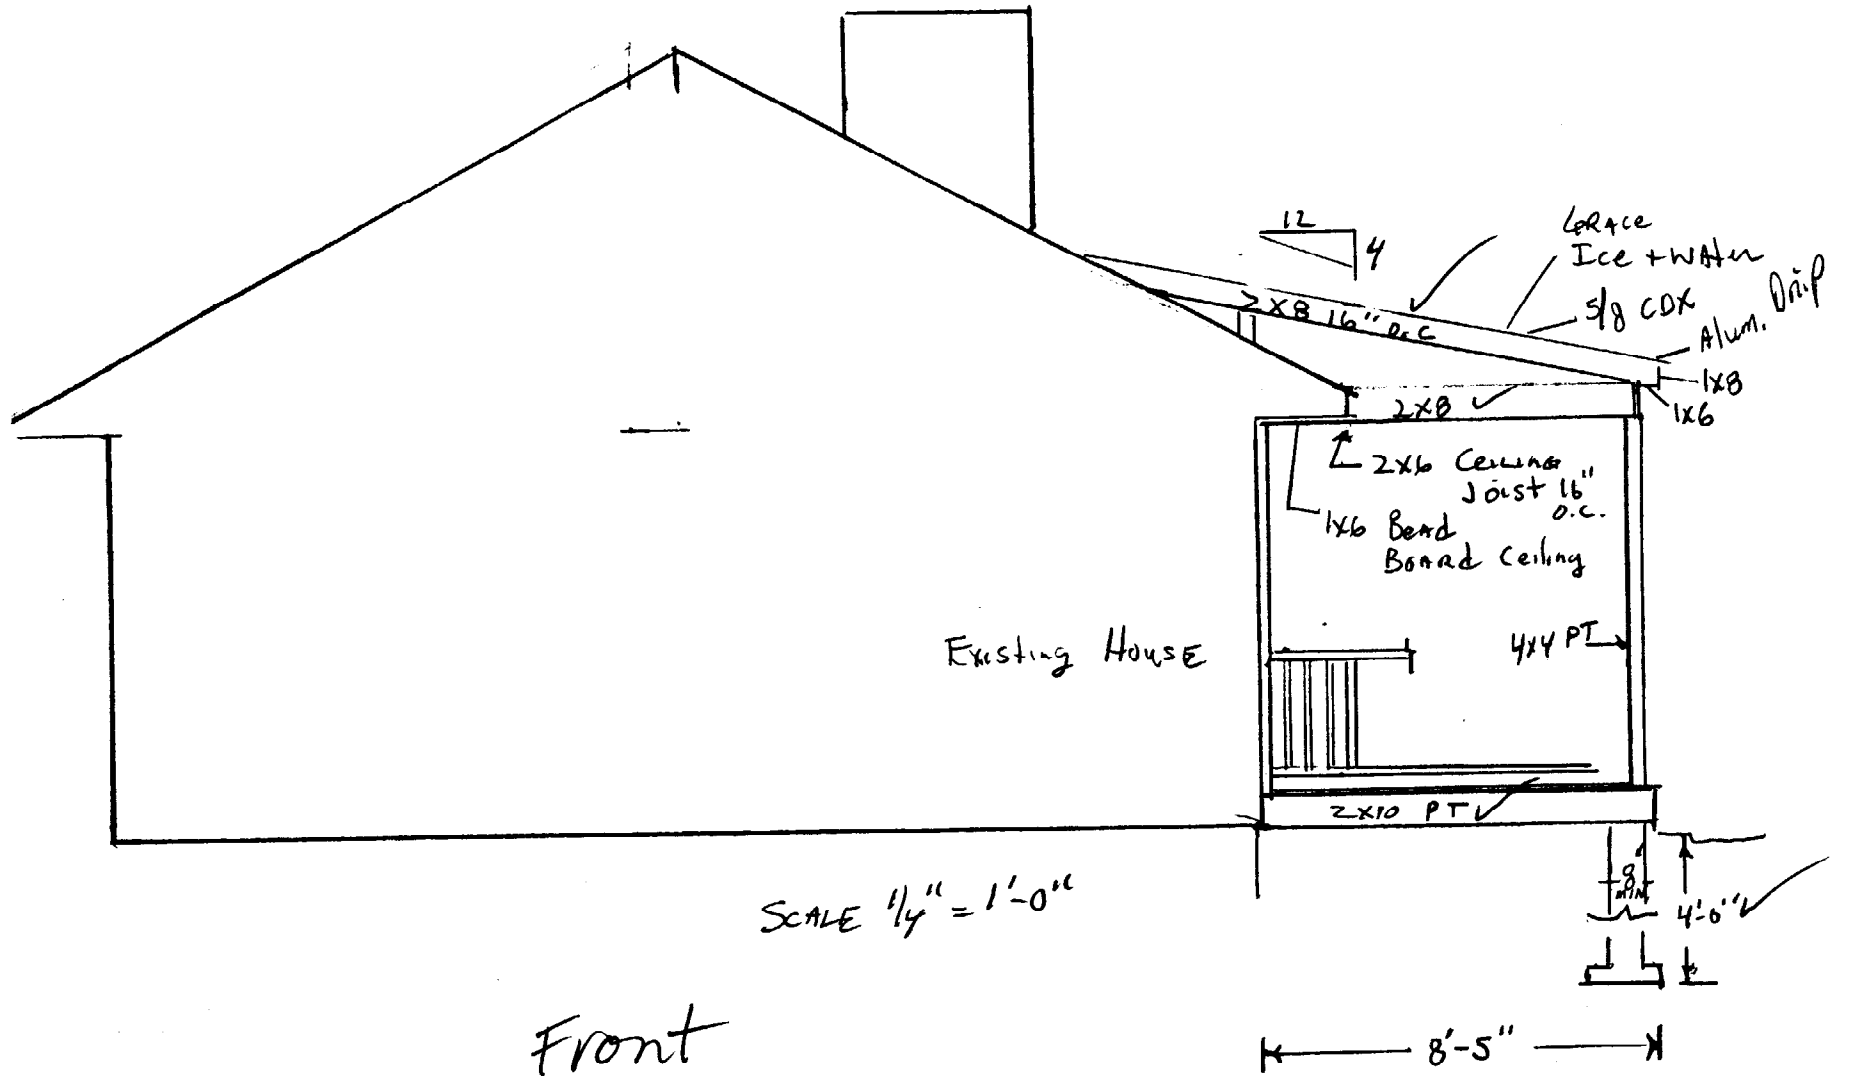 12
4
GRACE
Ice + Water
5/8 CDX
Alum. Drip
2x8 16" o.c
1x8
1x6
2x8
2x6 Ceiling
Joist 16"
o.c.
1x6 Bead
Board Ceiling
Existing House
4x4 PT
2x10 PT
8"
MIN
4'-0"
SCALE 1/4" = 1'-0"
Front
8'-5"